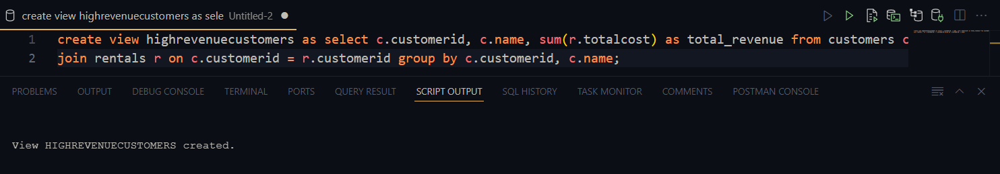 create view highrevenuecustomers as sele Untitled-2
1 create view highrevenuecustomers as select c.customerid, c.name, sum(r.totalcost) as total_revenue from customers c
2 join rentals r on c.customerid = r.customerid group by c.customerid, c.name;
PROBLEMS OUTPUT DEBUG CONSOLE TERMINAL PORTS QUERY RESULT SCRIPT OUTPUT SQL HISTORY TASK MONITOR COMMENTS POSTMAN CONSOLE
View HIGHREVENUECUSTOMERS created.